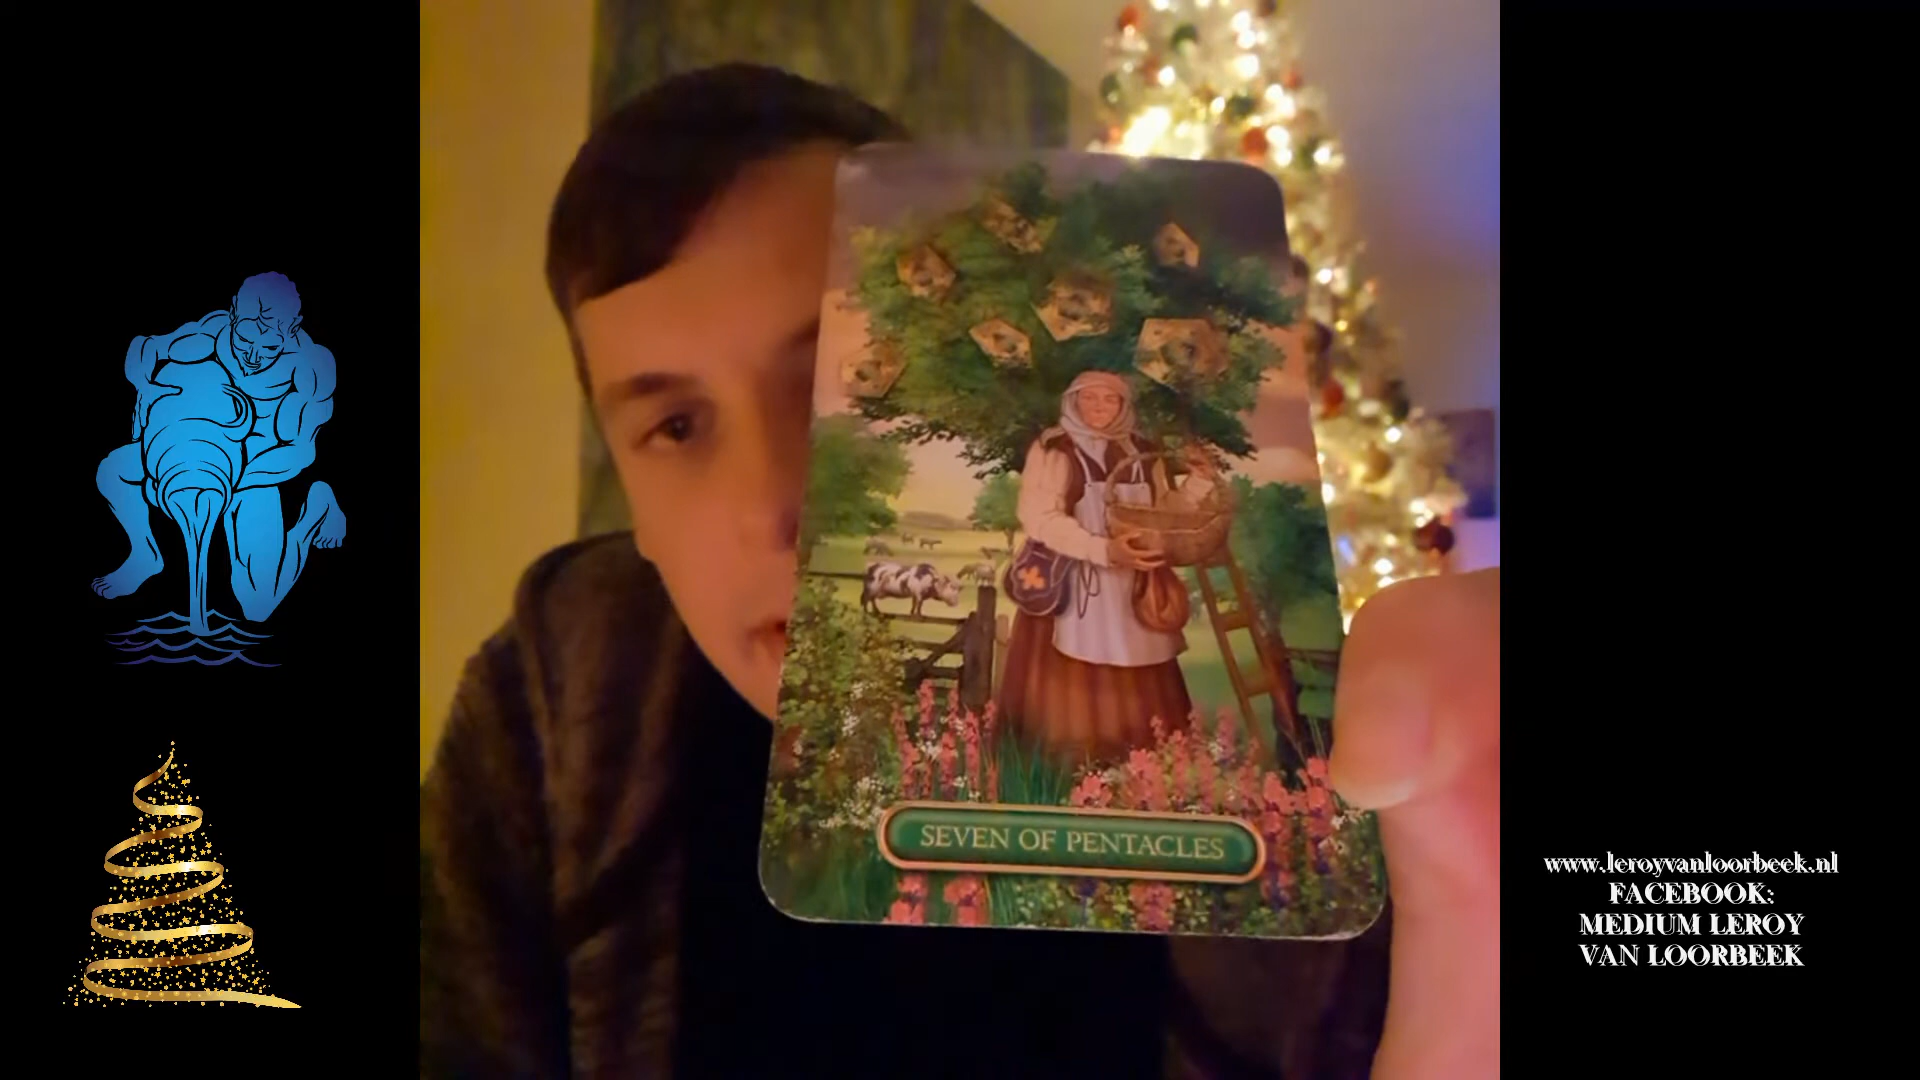 SEVEN OF PENTACLES
www.leroyvanloorbeek.nl
FACEBOOK:
MEDIUM LEROY
VAN LOORBEEK